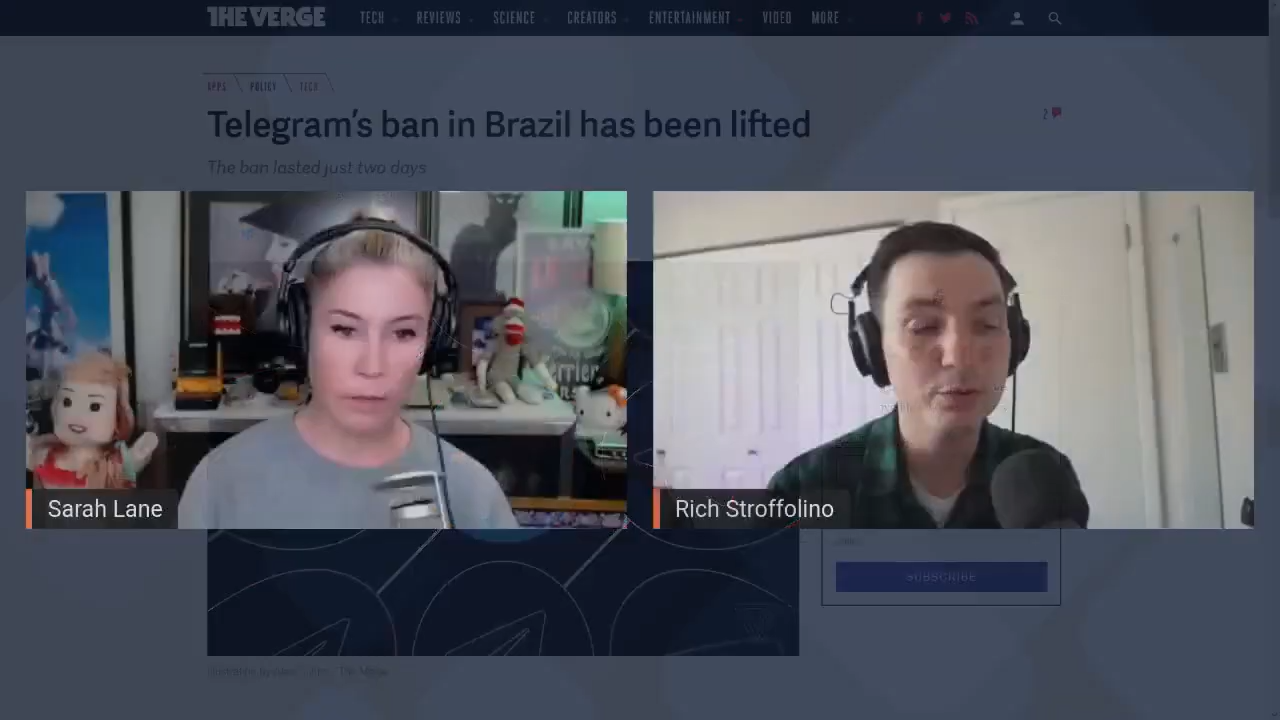 THE VERGE
TECH REVIEWS SCIENCE CREATORS ENTERTAINMENT VIDEO MORE
APPS POLICY TECH
Telegram's ban in Brazil has been lifted
2
The ban lasted just two days
Sarah Lane
Rich Stroffolino
SUBSCRIBE